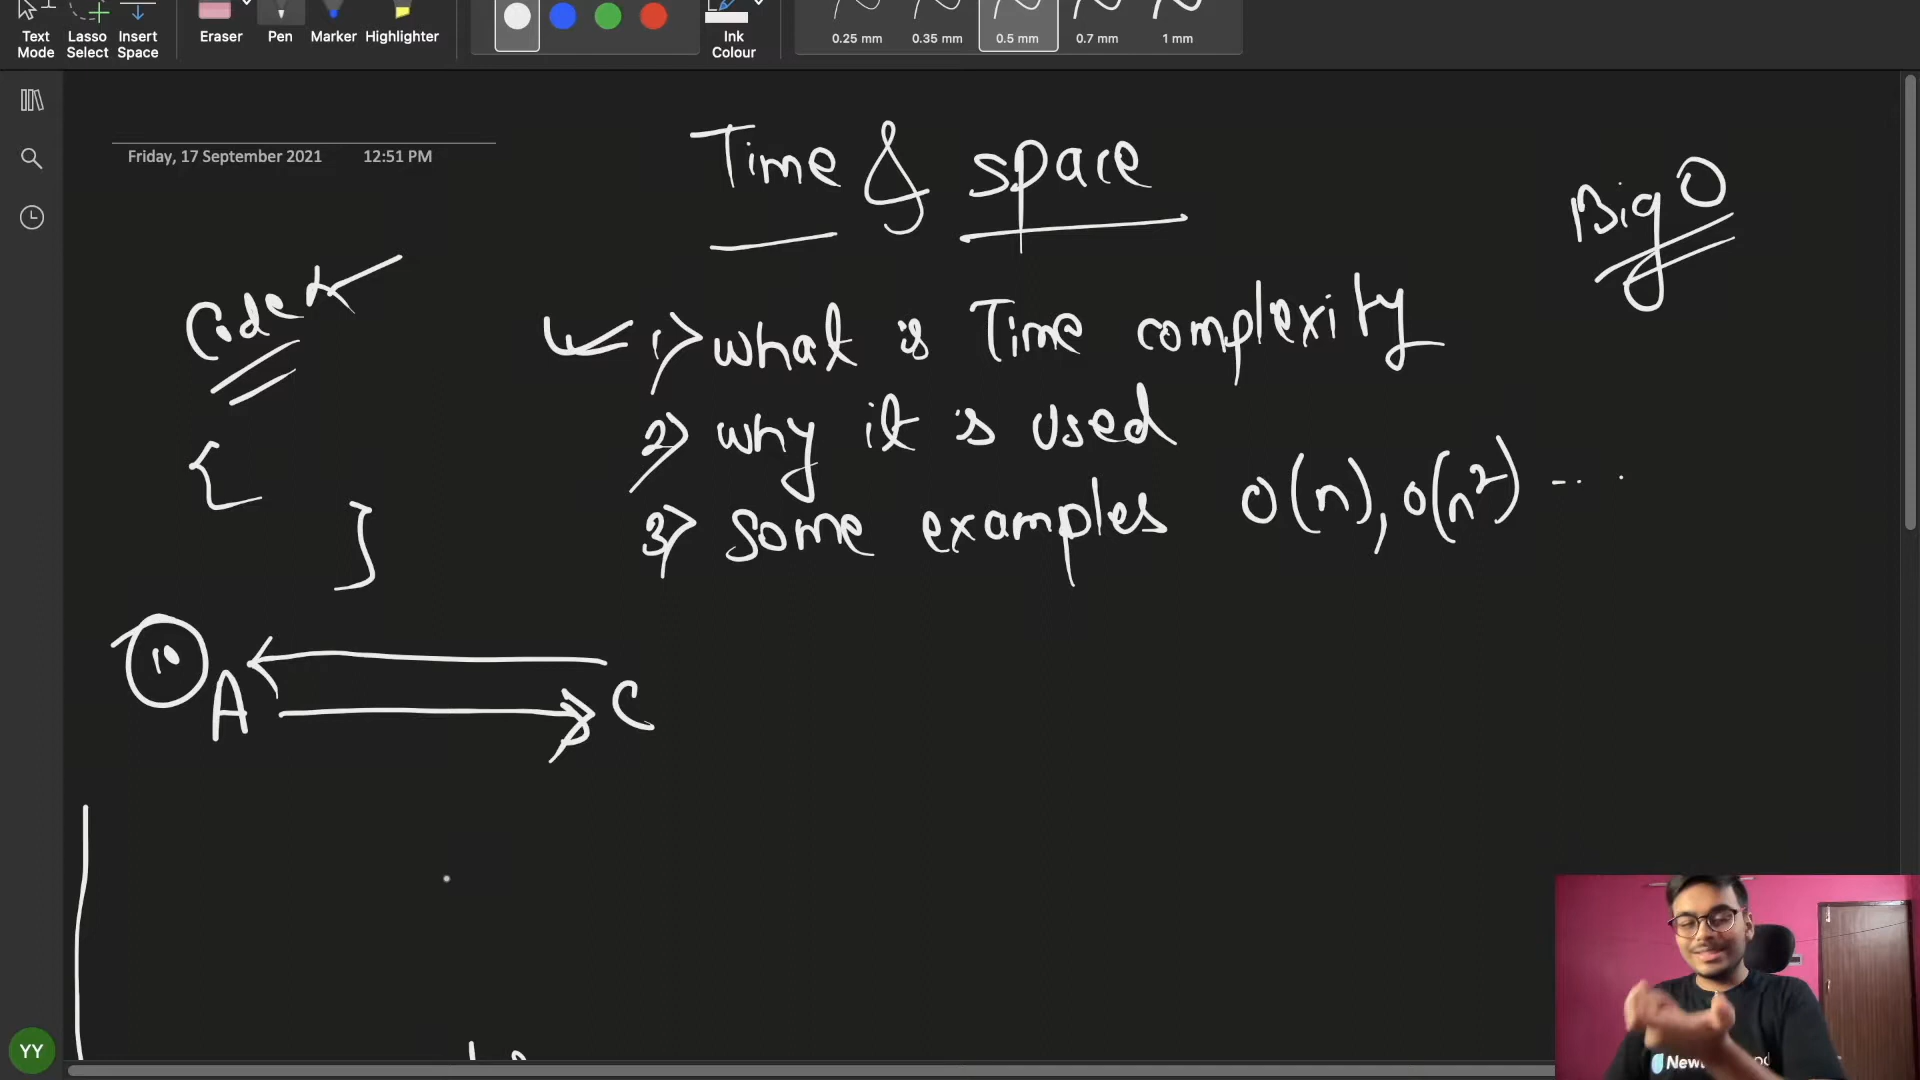 Text Mode
Lasso Select
Insert Space
Eraser
Pen
Marker
Highlighter
Ink Colour
0.25 mm
0.35 mm
0.5 mm
0.7 mm
1 mm
Friday, 17 September 2021 12:51 PM
Time & space
Big O
Code
1) what is Time complexity
2) why it is used
3) some examples O(n), O(n²) ---..
{
}
10
A C
YY
New